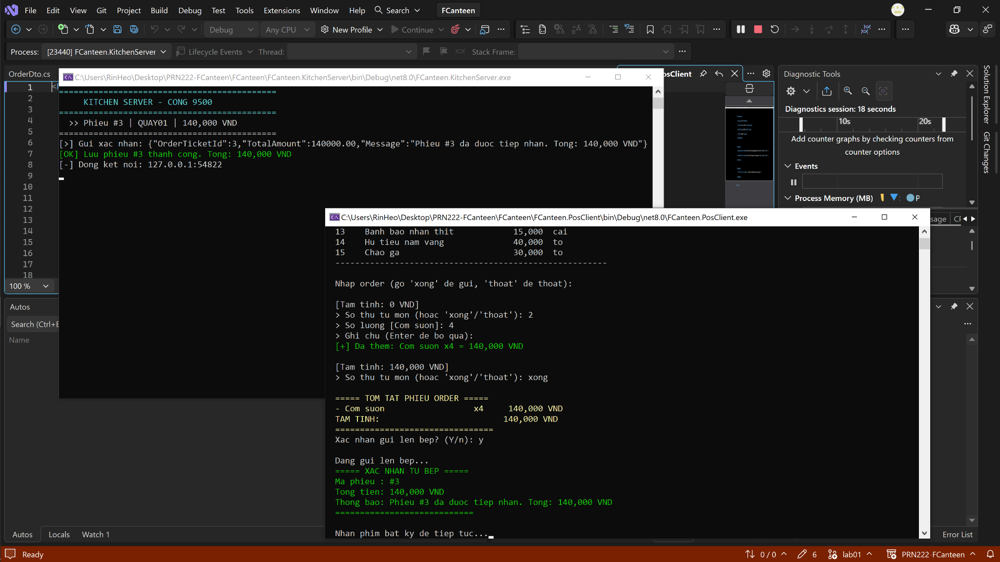 File Edit View Git Project Build Debug Test Tools Extensions Window Help Search FCanteen
Debug Any CPU New Profile Continue
Process: [23440] FCanteen.KitchenServer Lifecycle Events Thread: Stack Frame:
OrderDto.cs
C:\Users\RinHeo\Desktop\PRN222-FCanteen\FCanteen\FCanteen.KitchenServer\bin\Debug\net8.0\FCanteen.KitchenServer.exe
osClient
Diagnostic Tools
Solution Explorer
Git Changes
1
2
3
4
5
6
7
8
9
10
11
12
13
14
15
16
17
18
============================================
KITCHEN SERVER - CONG 9500
============================================
>> Phieu #3 | QUAY01 | 140,000 VND
============================================
[>] Gui xac nhan: {"OrderTicketId":3,"TotalAmount":140000.00,"Message":"Phieu #3 da duoc tiep nhan. Tong: 140,000 VND"}
[OK] Luu phieu #3 thanh cong. Tong: 140,000 VND
[-] Dong ket noi: 127.0.0.1:54822
Diagnostics session: 18 seconds
10s 20s
Add counter graphs by checking counters from
counter options
Events
Process Memory (MB) P
sage
100 %
Autos
Search (Ctrl+E
Name
C:\Users\RinHeo\Desktop\PRN222-FCanteen\FCanteen\FCanteen.PosClient\bin\Debug\net8.0\FCanteen.PosClient.exe
13 Banh bao nhan thit 15,000 cai
14 Hu tieu nam vang 40,000 to
15 Chao ga 30,000 to
-------------------------------------------------------
Nhap order (go 'xong' de gui, 'thoat' de thoat):
[Tam tinh: 0 VND]
> So thu tu mon (hoac 'xong'/'thoat'): 2
> So luong [Com suon]: 4
> Ghi chu (Enter de bo qua):
[+] Da them: Com suon x4 = 140,000 VND
[Tam tinh: 140,000 VND]
> So thu tu mon (hoac 'xong'/'thoat'): xong
===== TOM TAT PHIEU ORDER =====
- Com suon x4 140,000 VND
TAM TINH: 140,000 VND
================================
Xac nhan gui len bep? (Y/n): y
Dang gui len bep...
===== XAC NHAN TU BEP =====
Ma phieu : #3
Tong tien: 140,000 VND
Thong bao: Phieu #3 da duoc tiep nhan. Tong: 140,000 VND
============================
Nhan phim bat ky de tiep tuc...
Autos Locals Watch 1
Error List
Ready
0 / 0 6 lab01 PRN222-FCanteen